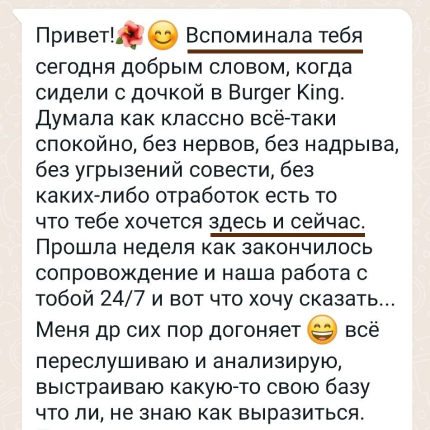 Привет!🌺😊 Вспоминала тебя
сегодня добрым словом, когда
сидели с дочкой в Burger King.
Думала как классно всё-таки
спокойно, без нервов, без надрыва,
без угрызений совести, без
каких-либо отработок есть то
что тебе хочется здесь и сейчас.
Прошла неделя как закончилось
сопровождение и наша работа с
тобой 24/7 и вот что хочу сказать...
Меня др сих пор догоняет 😄 всё
переслушиваю и анализирую,
выстраиваю какую-то свою базу
что ли, не знаю как выразиться.